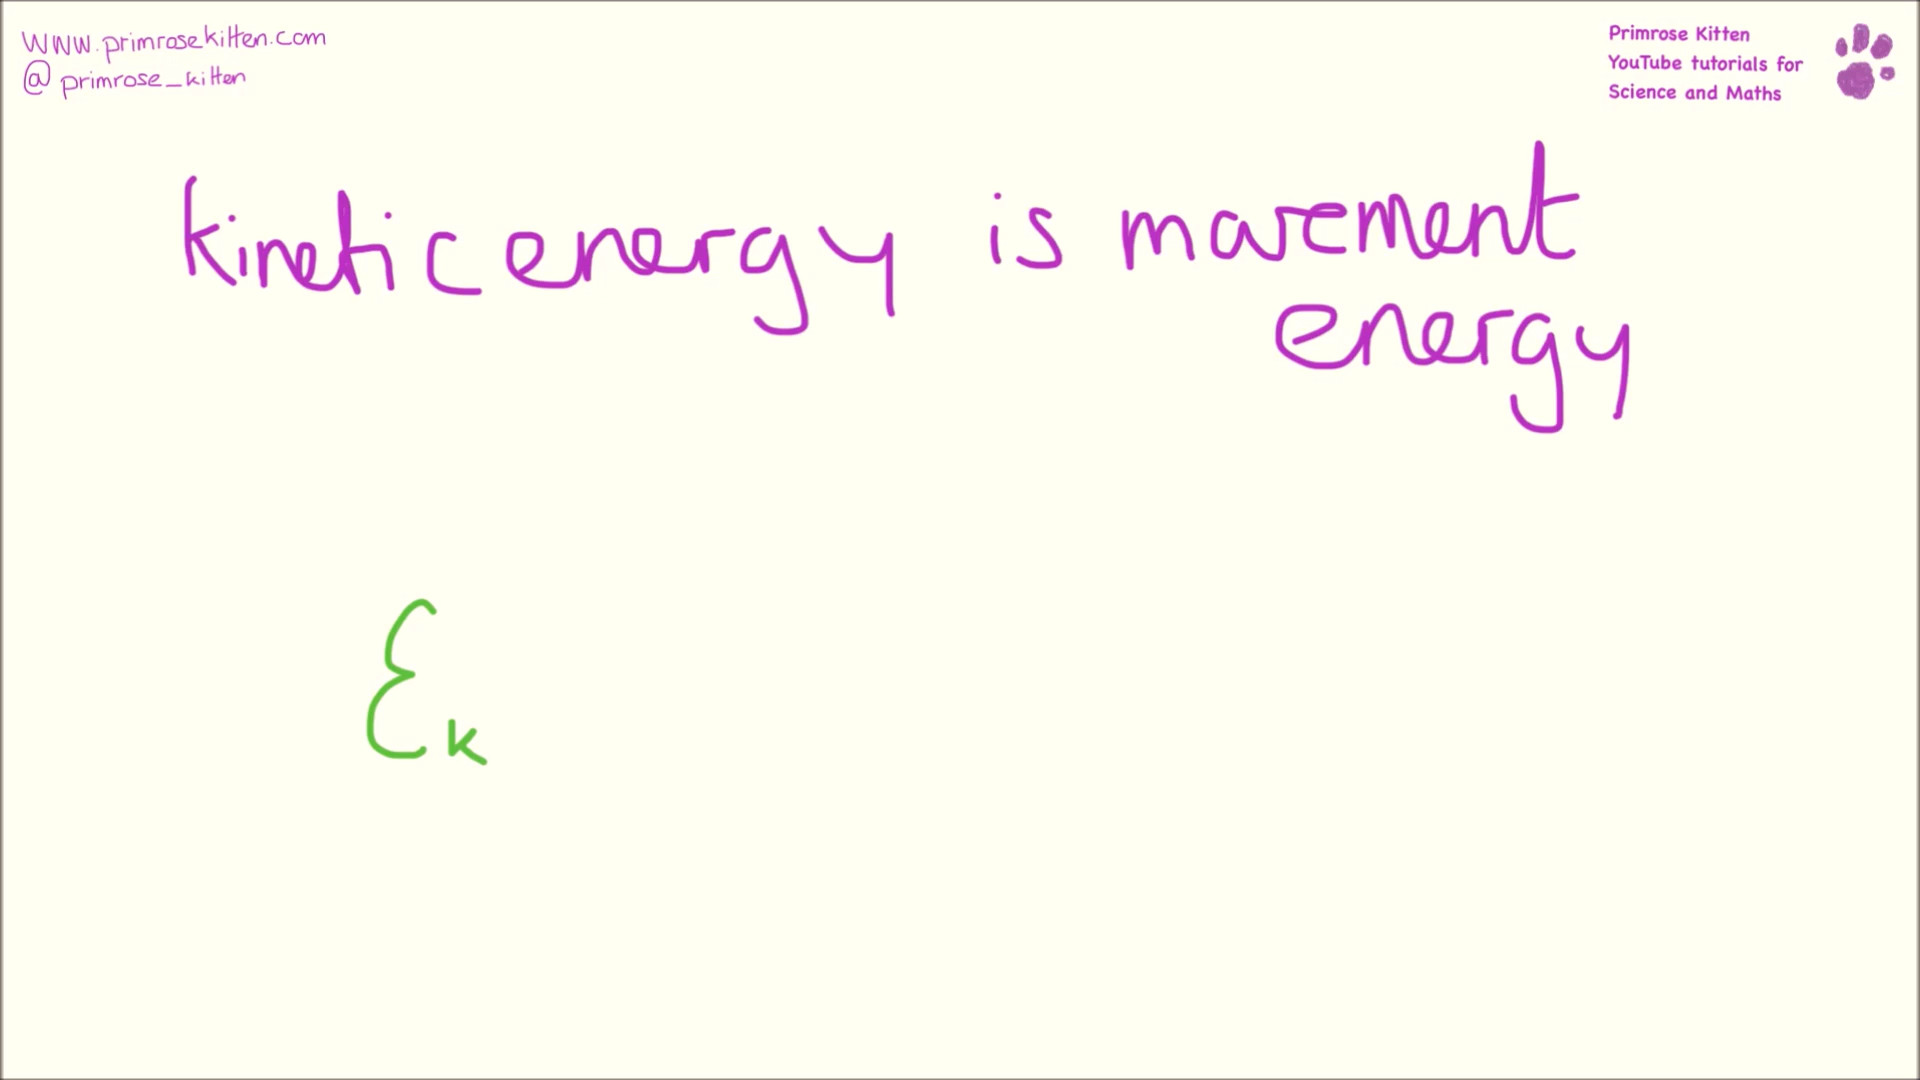 www.primrosekitten.com
@primrose_kitten
Primrose Kitten
YouTube tutorials for
Science and Maths
kinetic energy is movement
energy
Ek